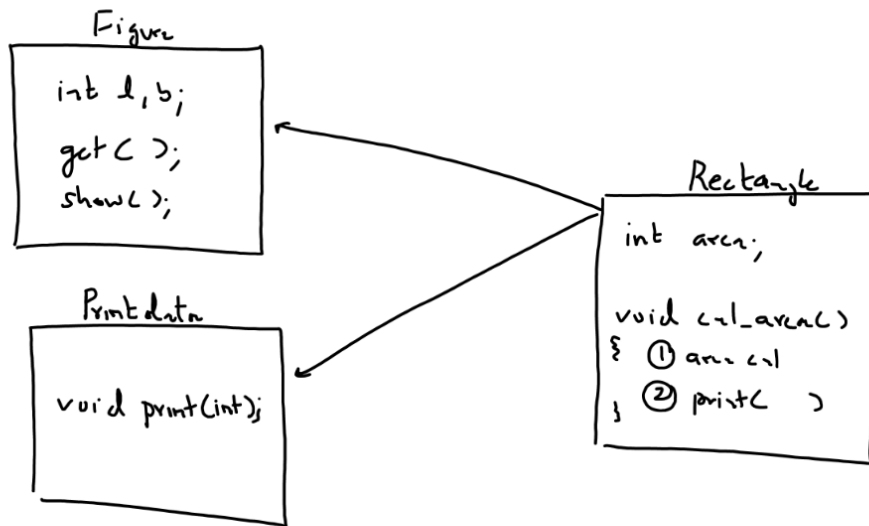 Figure
int l, b;
get( );
show( );
Printdata
void print(int);
Rectangle
int area;
void cal_area()
{ ① area cal
② print( )
}